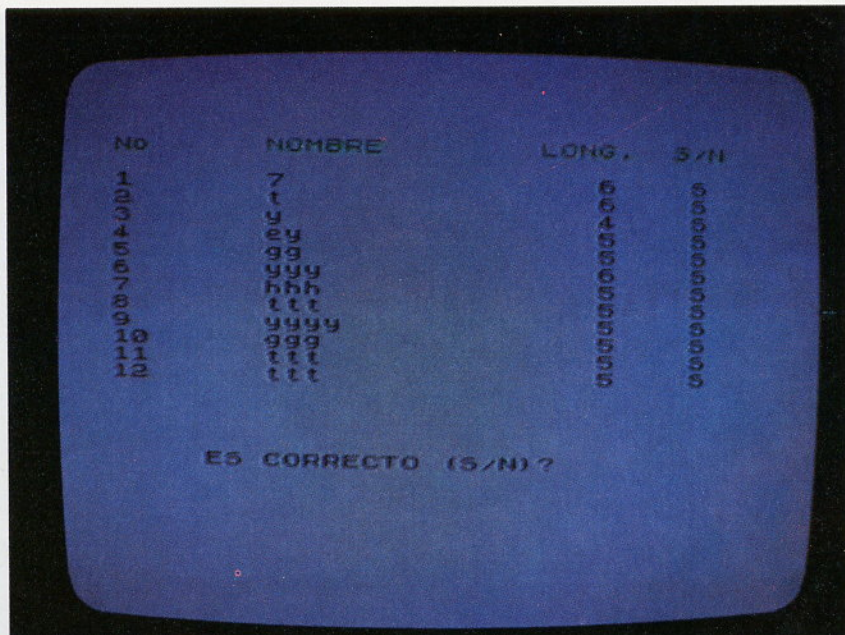 NO NOMBRE LONG. S/N
1 7 6 S
2 t 6 S
3 y 4 S
4 ey 5 S
5 gg 5 S
6 yyy 6 S
7 hhh 5 S
8 ttt 5 S
9 yyyy 5 S
10 ggg 5 S
11 ttt 5 S
12 ttt 5 S
ES CORRECTO (S/N)?